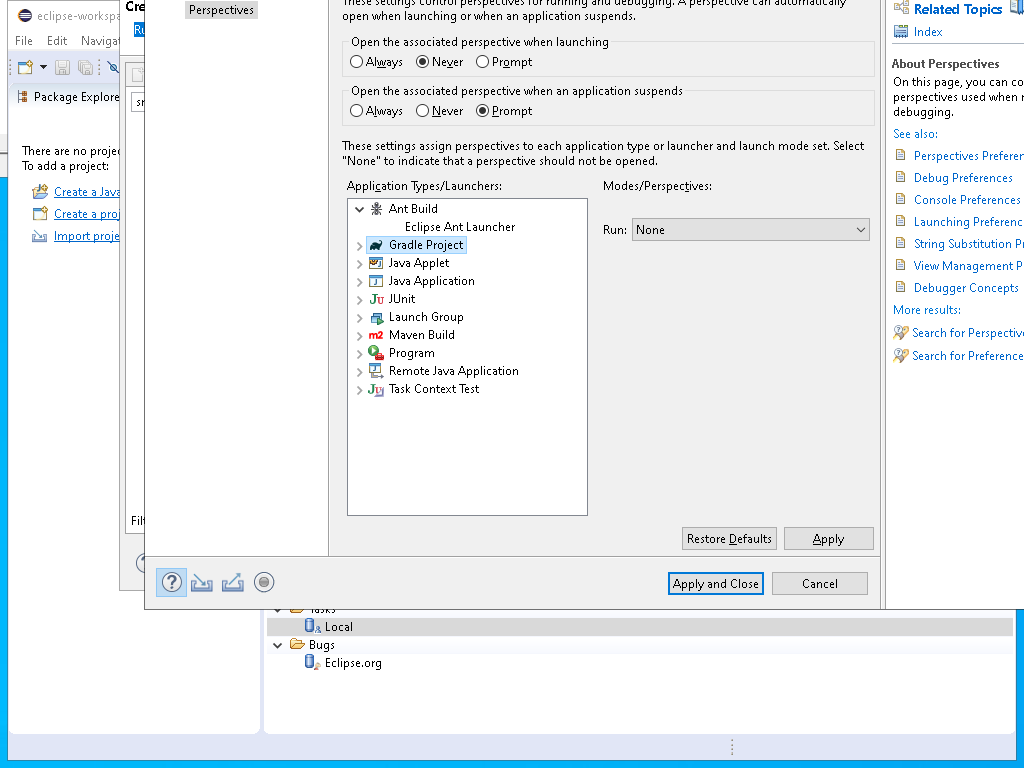 eclipse-workspa
File Edit Navigat
Package Explore
There are no projec
To add a project:
Create a Java
Create a proj
Import proje
Cre
Filt
Perspectives
These settings control perspectives for running and debugging. A perspective can automatically
open when launching or when an application suspends.
Open the associated perspective when launching
Always Never Prompt
Open the associated perspective when an application suspends
Always Never Prompt
These settings assign perspectives to each application type or launcher and launch mode set. Select
"None" to indicate that a perspective should not be opened.
Application Types/Launchers:
Modes/Perspectives:
Ant Build
Eclipse Ant Launcher
Gradle Project
Java Applet
Java Application
JUnit
Launch Group
Maven Build
Program
Remote Java Application
Task Context Test
Run: None
Restore Defaults
Apply
Apply and Close
Cancel
Related Topics
Index
About Perspectives
On this page, you can co
perspectives used when r
debugging.
See also:
Perspectives Preferen
Debug Preferences
Console Preferences
Launching Preferenc
String Substitution P
View Management P
Debugger Concepts
More results:
Search for Perspective
Search for Preference
Tasks
Local
Bugs
Eclipse.org